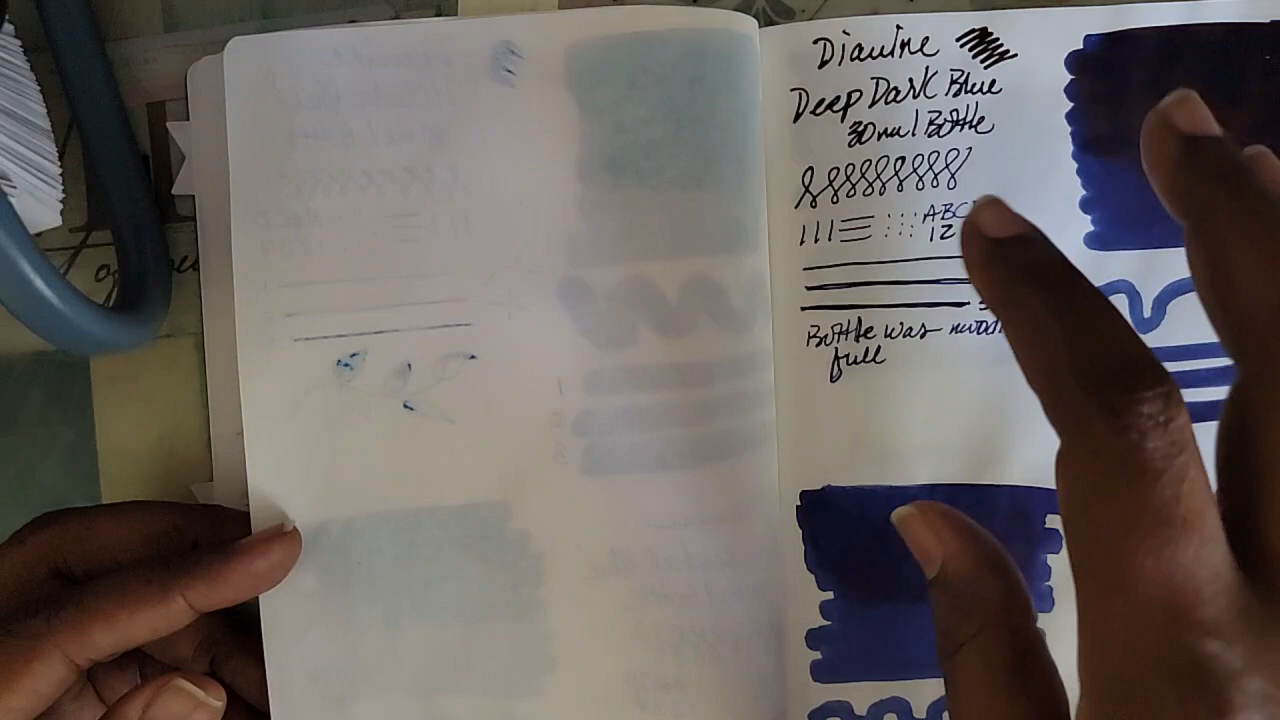 Diamine
Deep Dark Blue
30ml Bottle
ABC
12
Bottle was
full